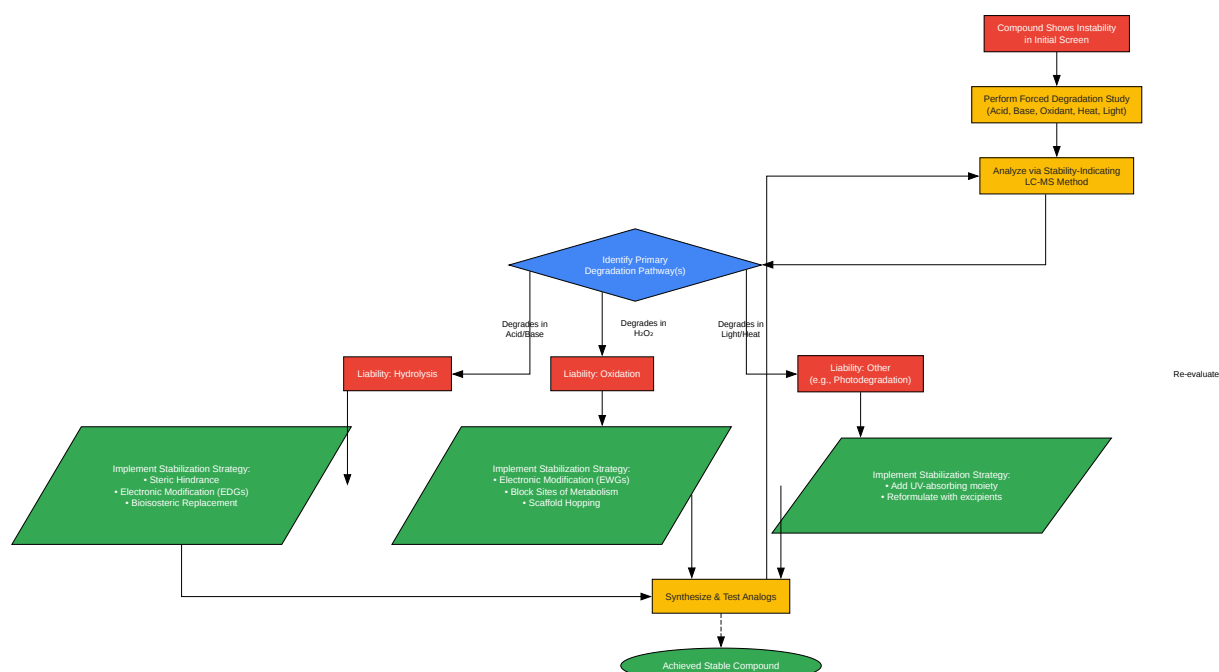 Compound Shows Instability
in Initial Screen
Perform Forced Degradation Study
(Acid, Base, Oxidant, Heat, Light)
Analyze via Stability-Indicating
LC-MS Method
Identify Primary
Degradation Pathway(s)
Degrades in
Acid/Base
Degrades in
H₂O₂
Degrades in
Light/Heat
Liability: Hydrolysis
Liability: Oxidation
Liability: Other
(e.g., Photodegradation)
Re-evaluate
Implement Stabilization Strategy:
• Steric Hindrance
• Electronic Modification (EDGs)
• Bioisosteric Replacement
Implement Stabilization Strategy:
• Electronic Modification (EWGs)
• Block Sites of Metabolism
• Scaffold Hopping
Implement Stabilization Strategy:
• Add UV-absorbing moiety
• Reformulate with excipients
Synthesize & Test Analogs
Achieved Stable Compound